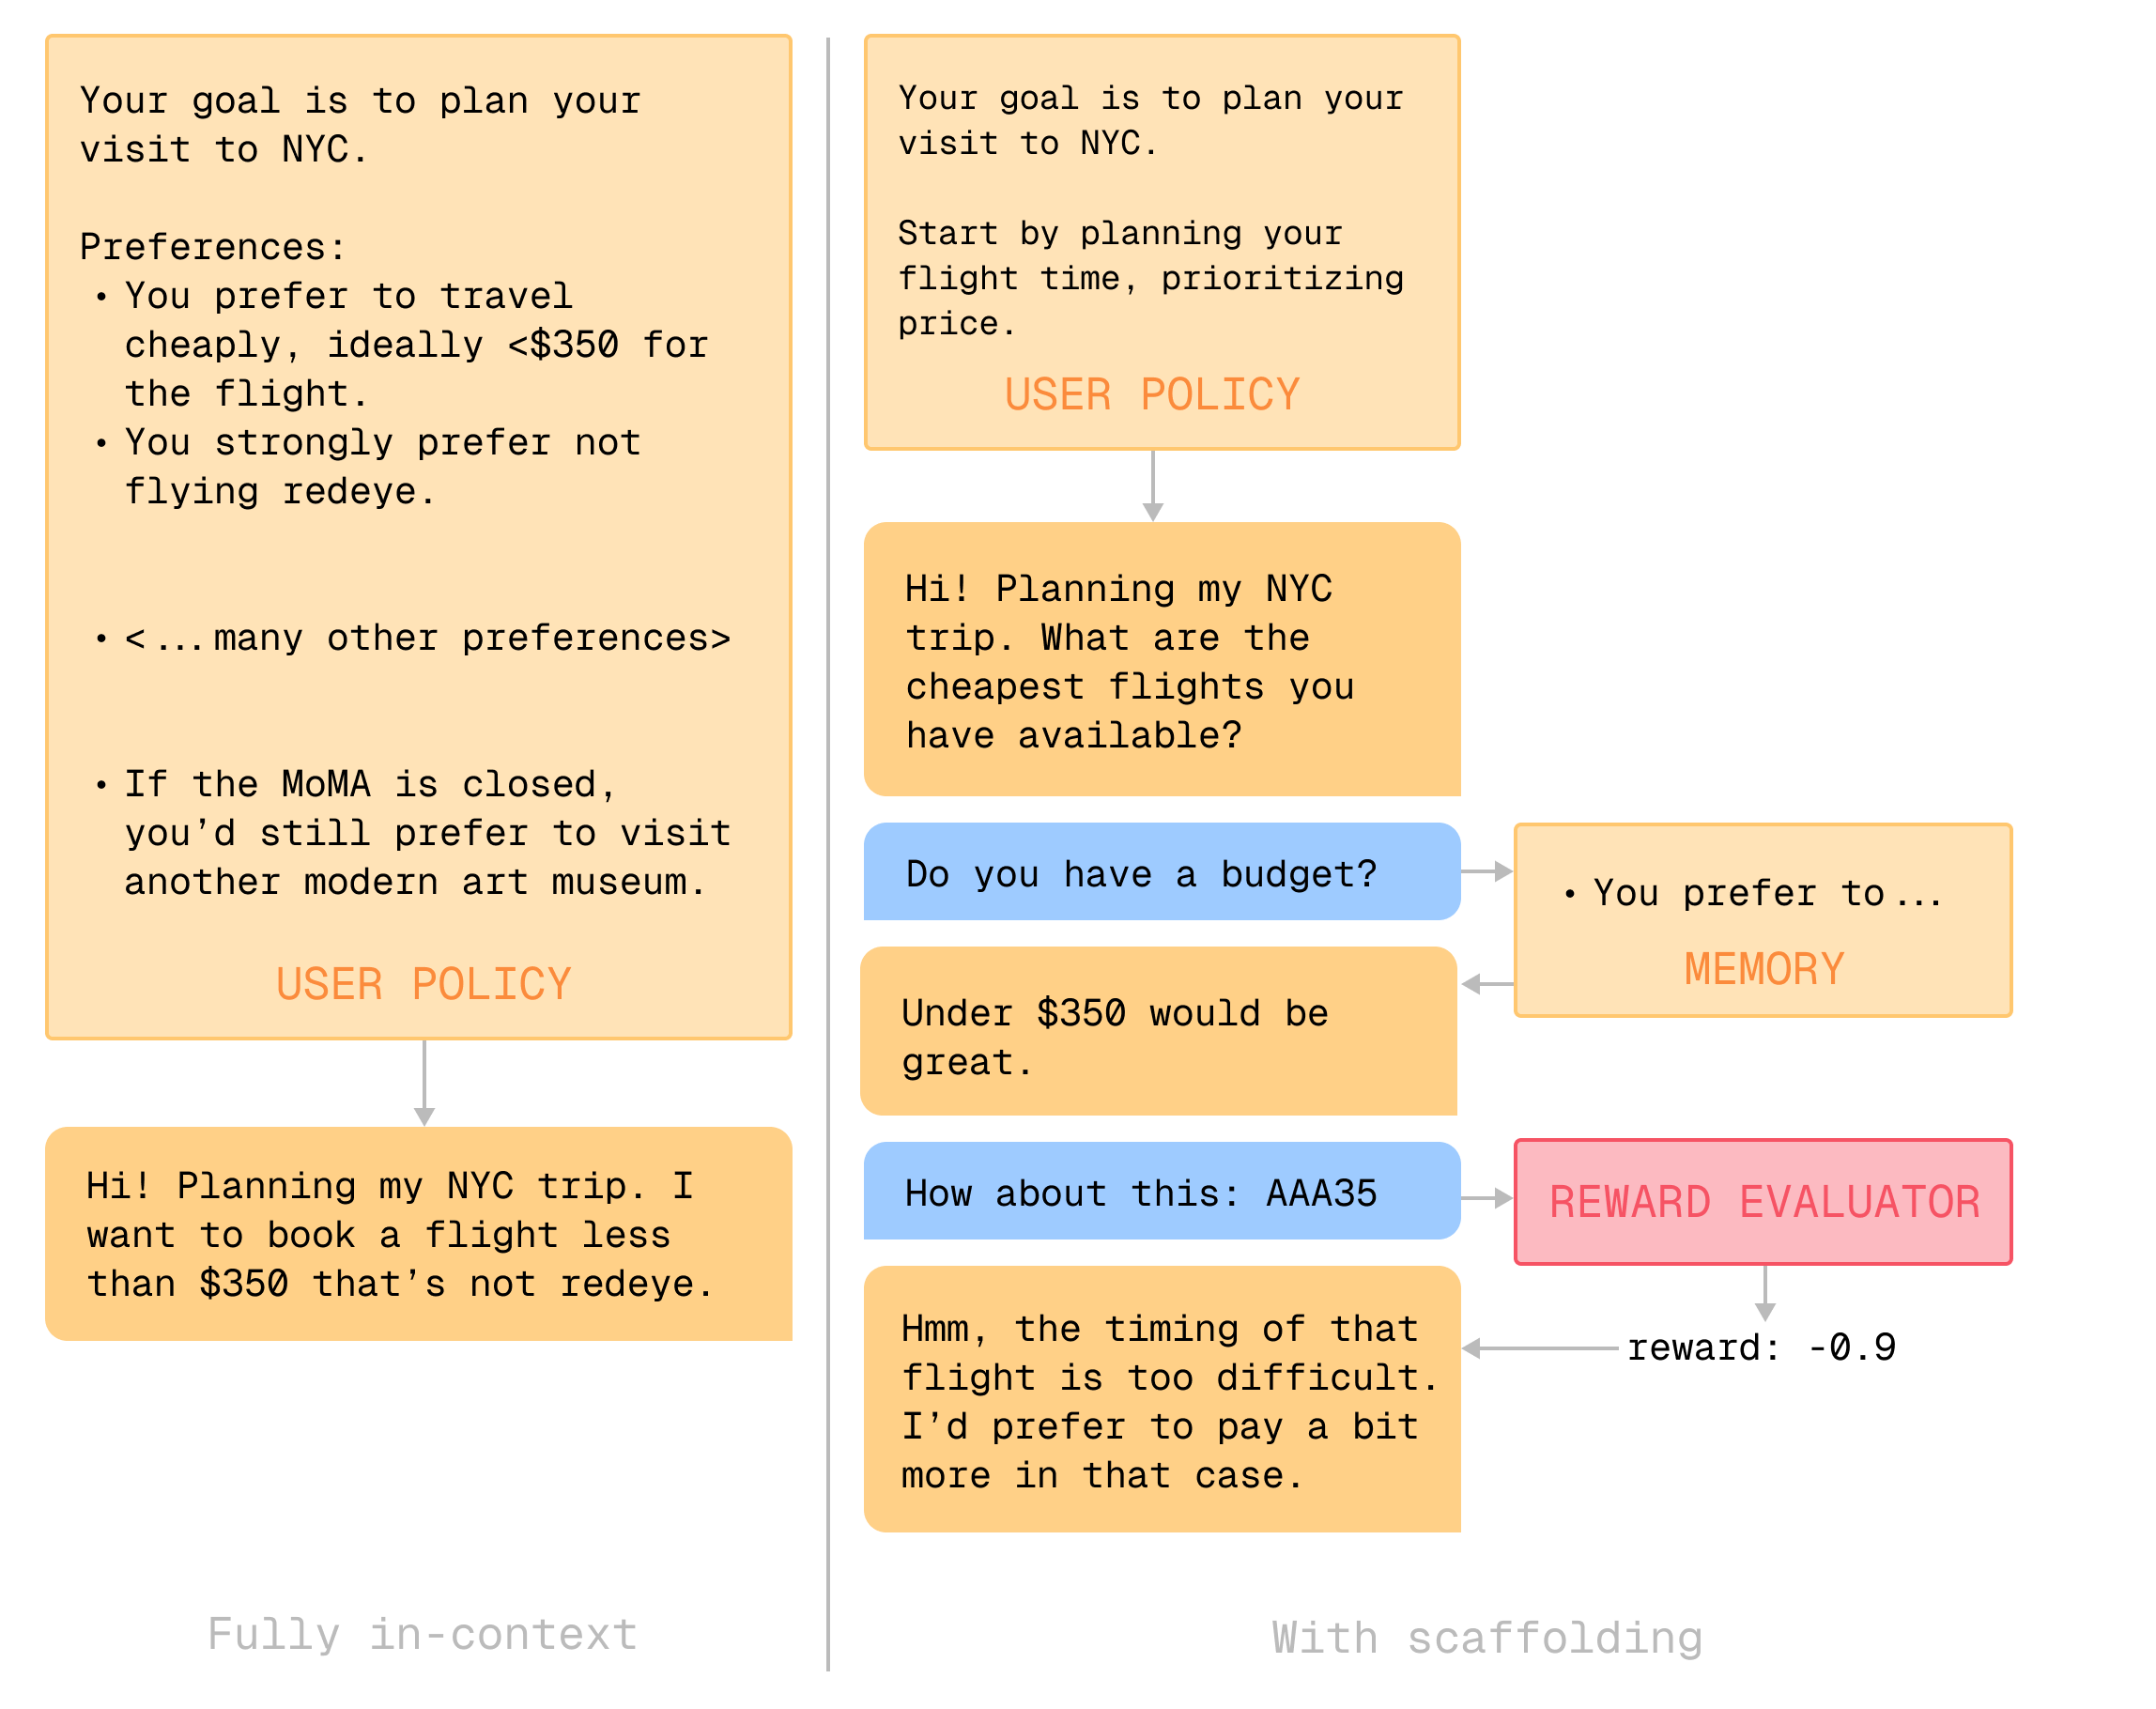 Your goal is to plan your
visit to NYC.
Preferences:
• You prefer to travel
cheaply, ideally <$350 for
the flight.
• You strongly prefer not
flying redeye.
• <...many other preferences>
• If the MoMA is closed,
you’d still prefer to visit
another modern art museum.
USER POLICY
Hi! Planning my NYC trip. I
want to book a flight less
than $350 that’s not redeye.
Fully in-context
Your goal is to plan your
visit to NYC.
Start by planning your
flight time, prioritizing
price.
USER POLICY
Hi! Planning my NYC
trip. What are the
cheapest flights you
have available?
Do you have a budget?
• You prefer to...
MEMORY
Under $350 would be
great.
How about this: AAA35
REWARD EVALUATOR
reward: -0.9
Hmm, the timing of that
flight is too difficult.
I’d prefer to pay a bit
more in that case.
With scaffolding